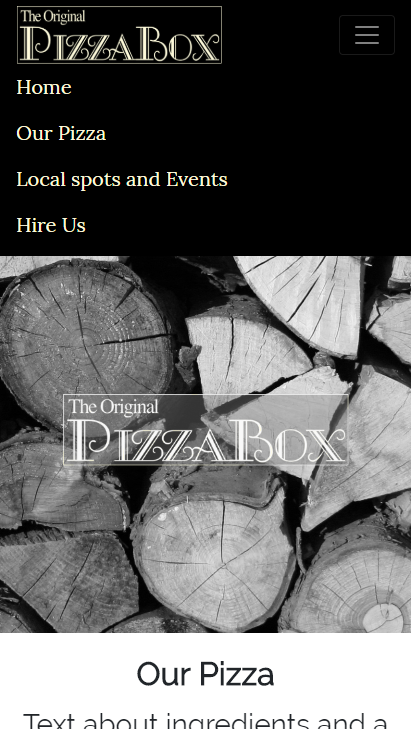 The Original
PizzaBox
Home
Our Pizza
Local spots and Events
Hire Us
The Original
PizzaBox
Our Pizza
Text about ingredients and a